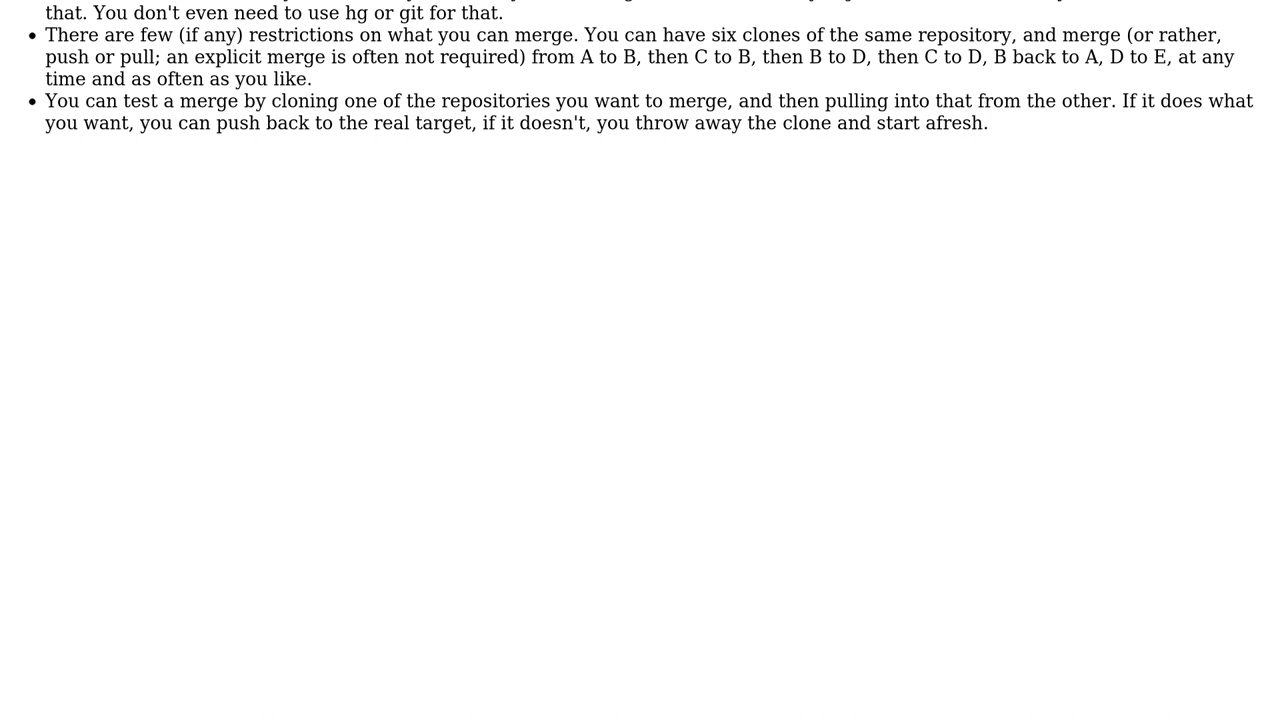 that. You don't even need to use hg or git for that.
• There are few (if any) restrictions on what you can merge. You can have six clones of the same repository, and merge (or rather,
push or pull; an explicit merge is often not required) from A to B, then C to B, then B to D, then C to D, B back to A, D to E, at any
time and as often as you like.
• You can test a merge by cloning one of the repositories you want to merge, and then pulling into that from the other. If it does what
you want, you can push back to the real target, if it doesn't, you throw away the clone and start afresh.